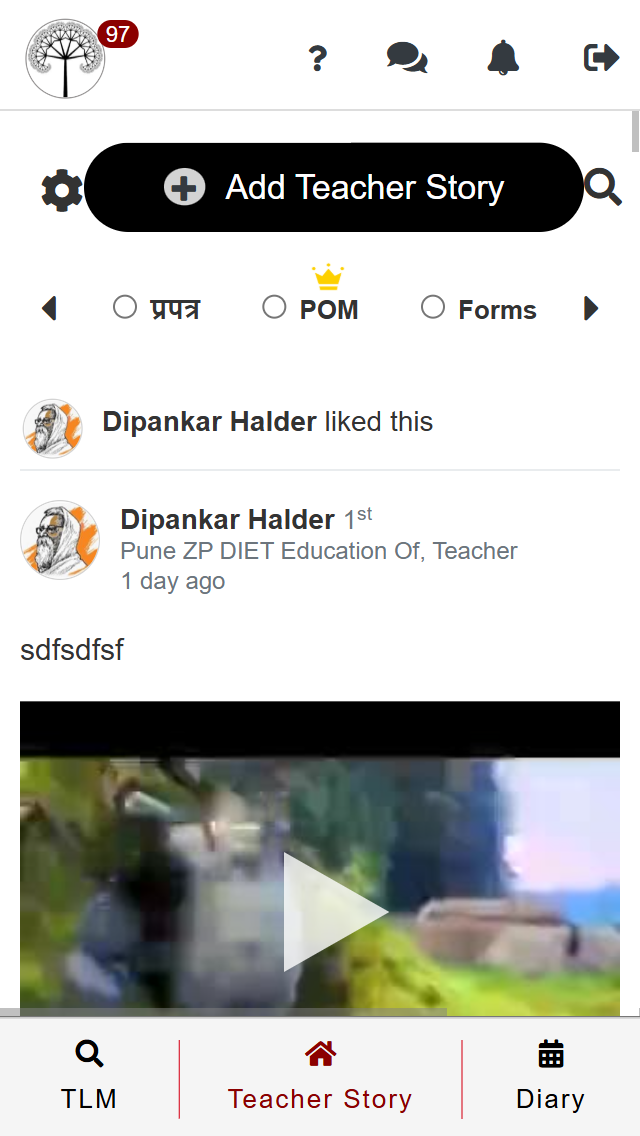 97
?
Add Teacher Story
प्रपत्र
POM
Forms
Dipankar Halder liked this
Dipankar Halder 1st
Pune ZP DIET Education Of, Teacher
1 day ago
sdfsdfsf
TLM
Teacher Story
Diary